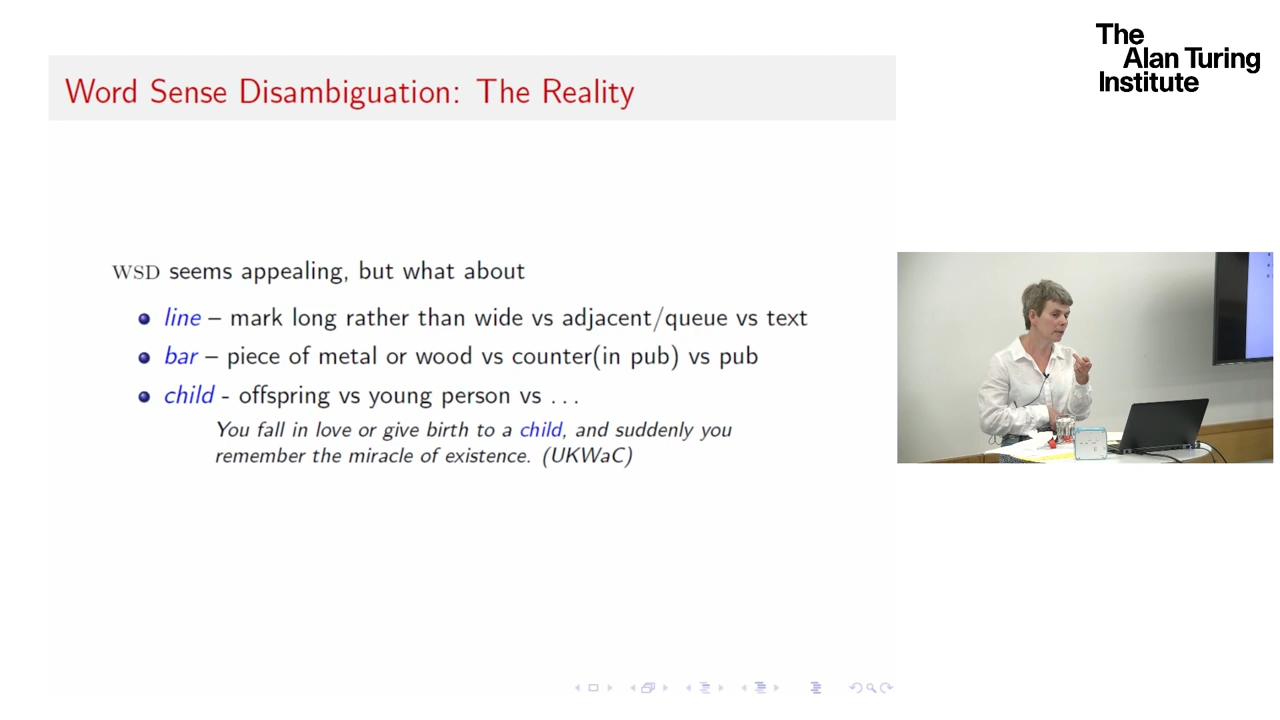 The
Alan Turing
Institute
Word Sense Disambiguation: The Reality
WSD seems appealing, but what about
line – mark long rather than wide vs adjacent/queue vs text
bar – piece of metal or wood vs counter(in pub) vs pub
child - offspring vs young person vs ...
You fall in love or give birth to a child, and suddenly you
remember the miracle of existence. (UKWaC)